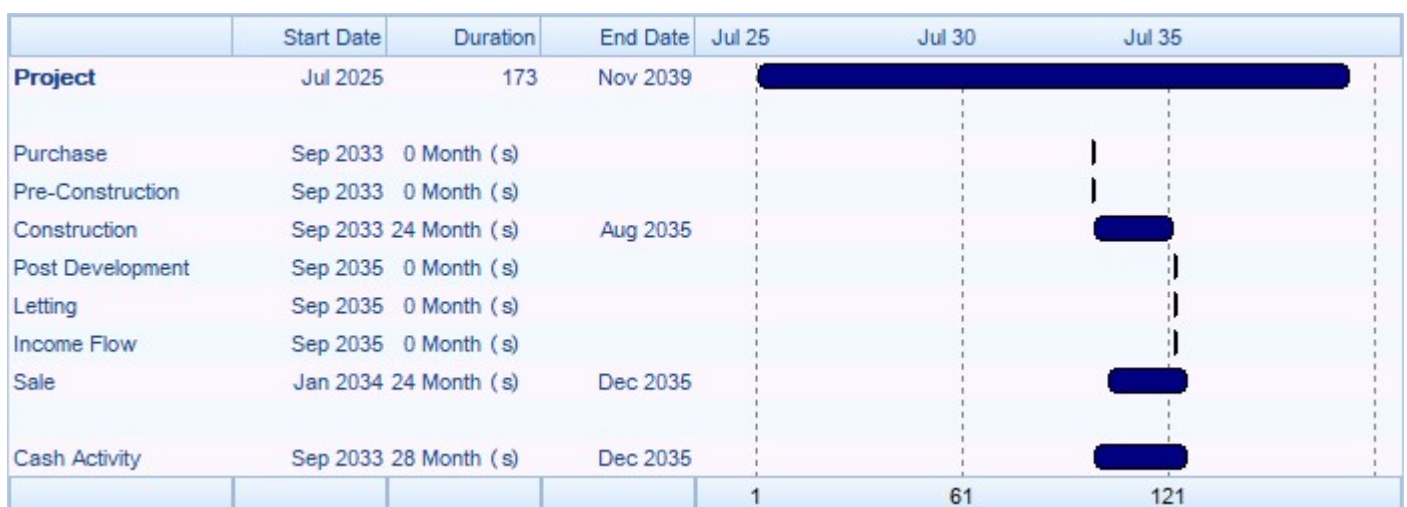 Start Date Duration End Date Jul 25 Jul 30 Jul 35
Project Jul 2025 173 Nov 2039
Purchase Sep 2033 0 Month (s)
Pre-Construction Sep 2033 0 Month (s)
Construction Sep 2033 24 Month (s) Aug 2035
Post Development Sep 2035 0 Month (s)
Letting Sep 2035 0 Month (s)
Income Flow Sep 2035 0 Month (s)
Sale Jan 2034 24 Month (s) Dec 2035
Cash Activity Sep 2033 28 Month (s) Dec 2035
1 61 121